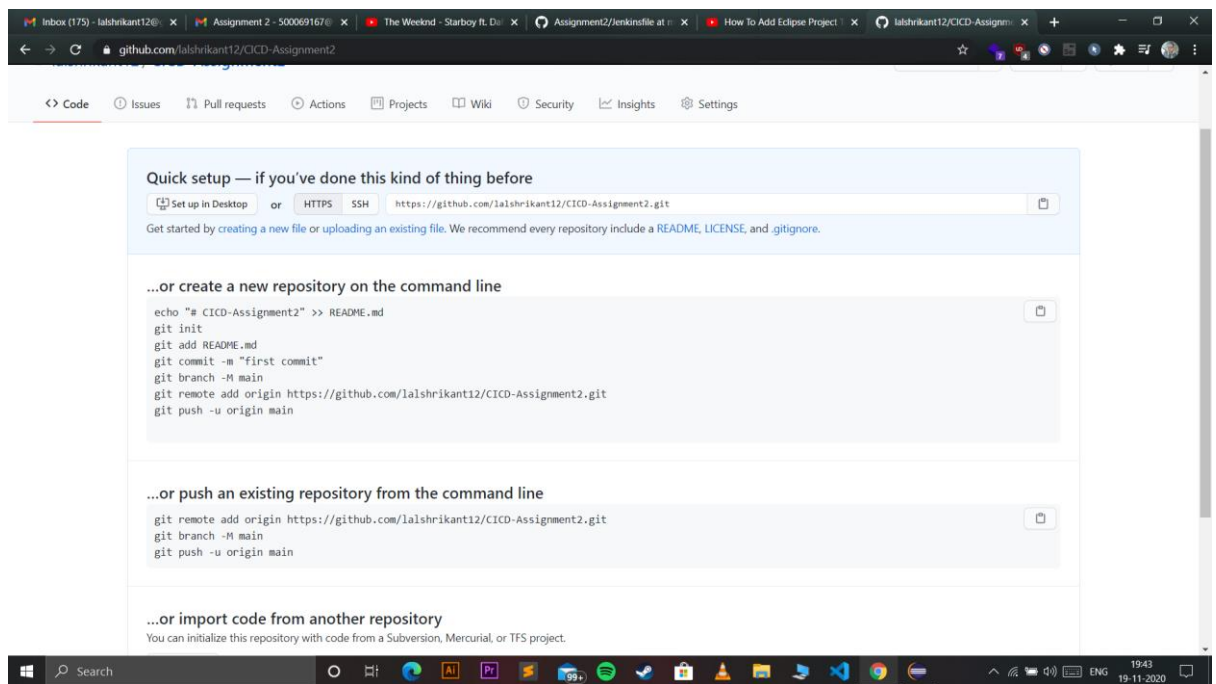 Inbox (175) - lalshrikant12@
Assignment 2 - 500069167@
The Weeknd - Starboy ft. Da
Assignment2/Jenkinsfile at m
How To Add Eclipse Project
lalshrikant12/CICD-Assignm
github.com/lalshrikant12/CICD-Assignment2
<> Code Issues Pull requests Actions Projects Wiki Security Insights Settings
Quick setup — if you've done this kind of thing before
Set up in Desktop or HTTPS SSH https://github.com/lalshrikant12/CICD-Assignment2.git
Get started by creating a new file or uploading an existing file. We recommend every repository include a README, LICENSE, and .gitignore.
...or create a new repository on the command line
echo "# CICD-Assignment2" >> README.md
git init
git add README.md
git commit -m "first commit"
git branch -M main
git remote add origin https://github.com/lalshrikant12/CICD-Assignment2.git
git push -u origin main
...or push an existing repository from the command line
git remote add origin https://github.com/lalshrikant12/CICD-Assignment2.git
git branch -M main
git push -u origin main
...or import code from another repository
You can initialize this repository with code from a Subversion, Mercurial, or TFS project.
Search Ai Pr 99+ ENG 19:43
19-11-2020